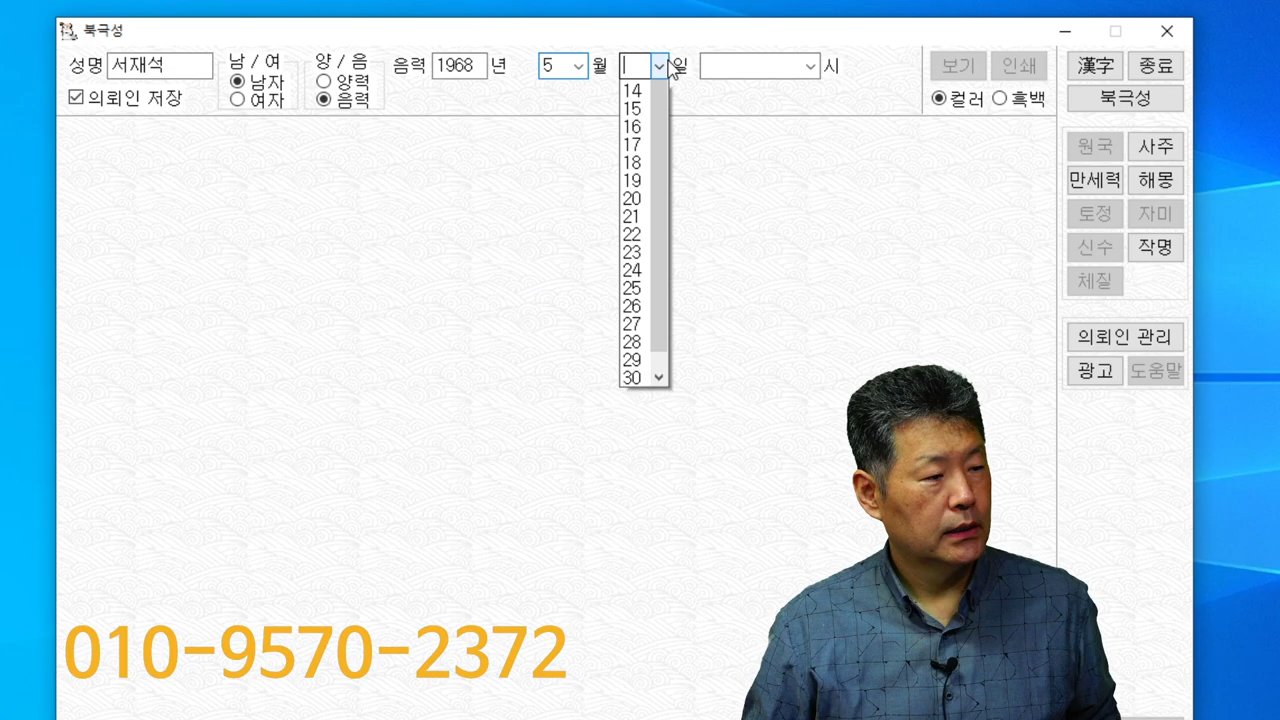 북극성
성명 서재석 남 / 여 양 / 음 음력 1968 년 5 월 일 시 보기 인쇄 漢字 종료
남자 양력
의뢰인 저장 여자 음력 컬러 흑백 북극성
14
15
16
17
18
19
20
21
22
23
24
25
26
27
28
29
30
원국 사주
만세력 해몽
토정 자미
신수 작명
체질
의뢰인 관리
광고 도움말
010-9570-2372